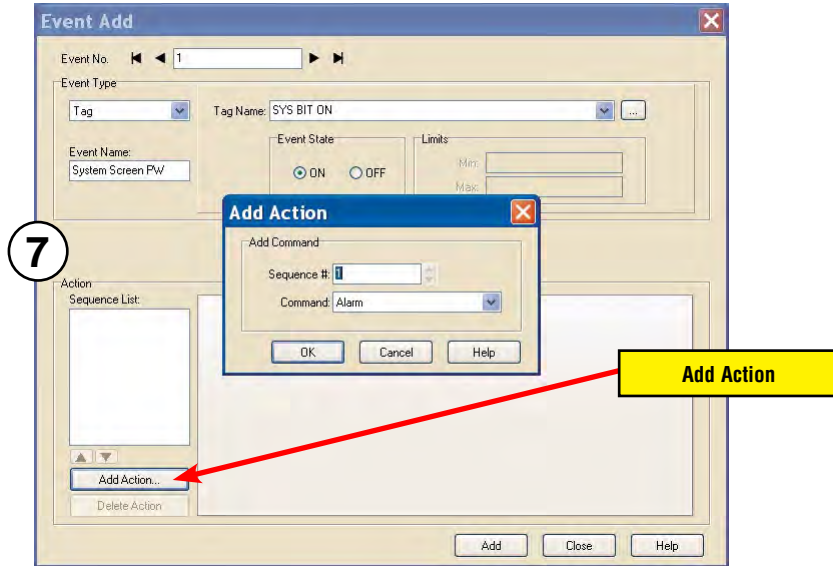 Event Add
Event No. 1
Event Type
Tag
Tag Name: SYS BIT ON
...
Event Name:
System Screen PW
Event State
ON OFF
Limits
Min:
Max:
7
Add Action
Add Command
Sequence #: 1
Command: Alarm
OK Cancel Help
Action
Sequence List:
Add Action
Add Action...
Delete Action
Add Close Help